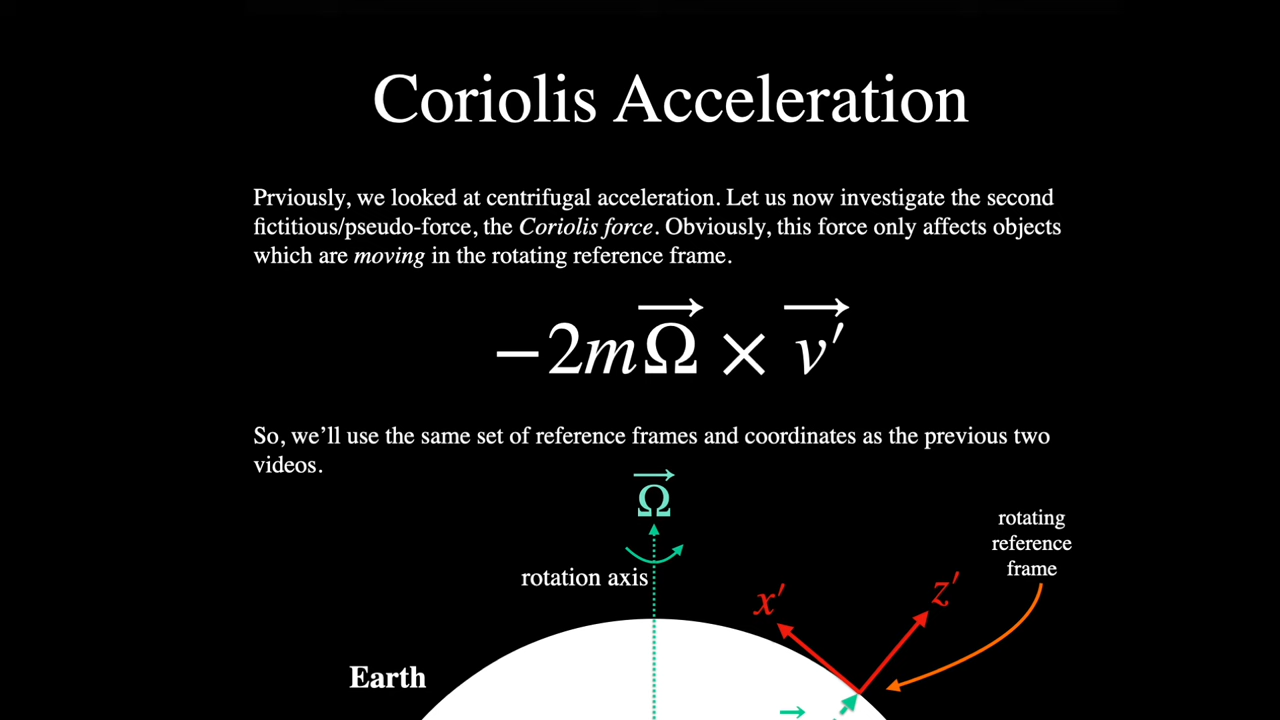 Coriolis Acceleration
Prviously, we looked at centrifugal acceleration. Let us now investigate the second
fictitious/pseudo-force, the Coriolis force. Obviously, this force only affects objects
which are moving in the rotating reference frame.
−2mΩ⃗ × v⃗′
So, we’ll use the same set of reference frames and coordinates as the previous two
videos.
Ω⃗
rotating
reference
frame
rotation axis
x′
z′
Earth